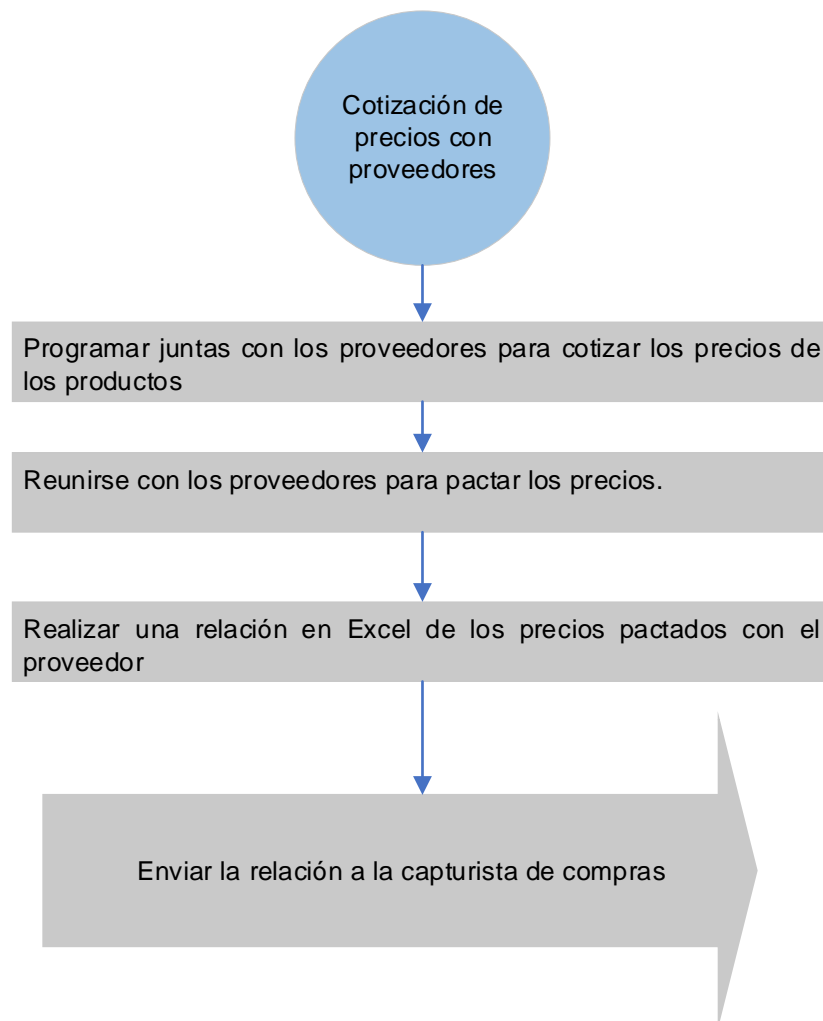 Cotización de
precios con
proveedores
Programar juntas con los proveedores para cotizar los precios de
los productos
Reunirse con los proveedores para pactar los precios.
Realizar una relación en Excel de los precios pactados con el
proveedor
Enviar la relación a la capturista de compras